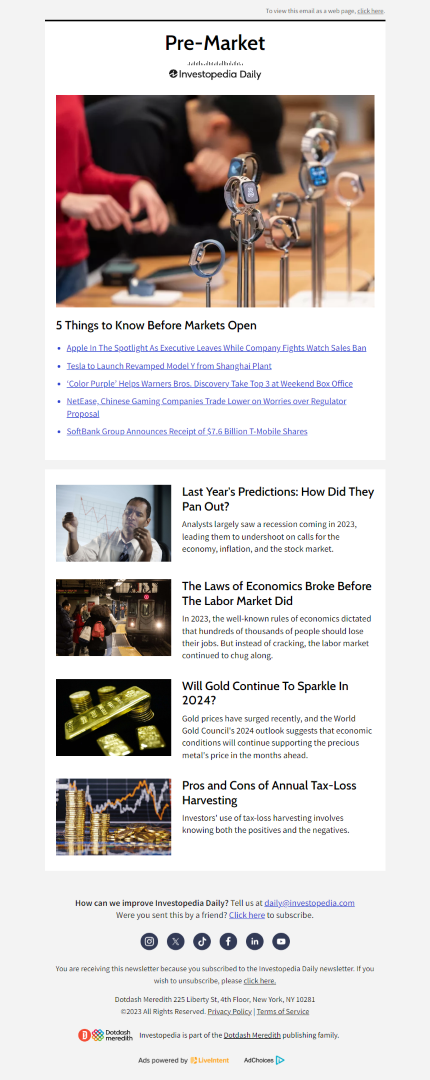 To view this email as a web page, click here.
Pre-Market
Investopedia Daily
5 Things to Know Before Markets Open
Apple In The Spotlight As Executive Leaves While Company Fights Watch Sales Ban
Tesla to Launch Revamped Model Y from Shanghai Plant
‘Color Purple’ Helps Warners Bros. Discovery Take Top 3 at Weekend Box Office
NetEase, Chinese Gaming Companies Trade Lower on Worries over Regulator
Proposal
SoftBank Group Announces Receipt of $7.6 Billion T-Mobile Shares
Last Year's Predictions: How Did They
Pan Out?
Analysts largely saw a recession coming in 2023,
leading them to undershoot on calls for the
economy, inflation, and the stock market.
The Laws of Economics Broke Before
The Labor Market Did
In 2023, the well-known rules of economics dictated
that hundreds of thousands of people should lose
their jobs. But instead of cracking, the labor market
continued to chug along.
Will Gold Continue To Sparkle In
2024?
Gold prices have surged recently, and the World
Gold Council's 2024 outlook suggests that economic
conditions will continue supporting the precious
metal's price in the months ahead.
Pros and Cons of Annual Tax-Loss
Harvesting
Investors' use of tax-loss harvesting involves
knowing both the positives and the negatives.
How can we improve Investopedia Daily? Tell us at daily@investopedia.com
Were you sent this by a friend? Click here to subscribe.
You are receiving this newsletter because you subscribed to the Investopedia Daily newsletter. If you
wish to unsubscribe, please click here.
Dotdash Meredith 225 Liberty St, 4th Floor, New York, NY 10281
©2023 All Rights Reserved. Privacy Policy | Terms of Service
Dotdash
meredith
Investopedia is part of the Dotdash Meredith publishing family.
Ads powered by LiveIntent AdChoices